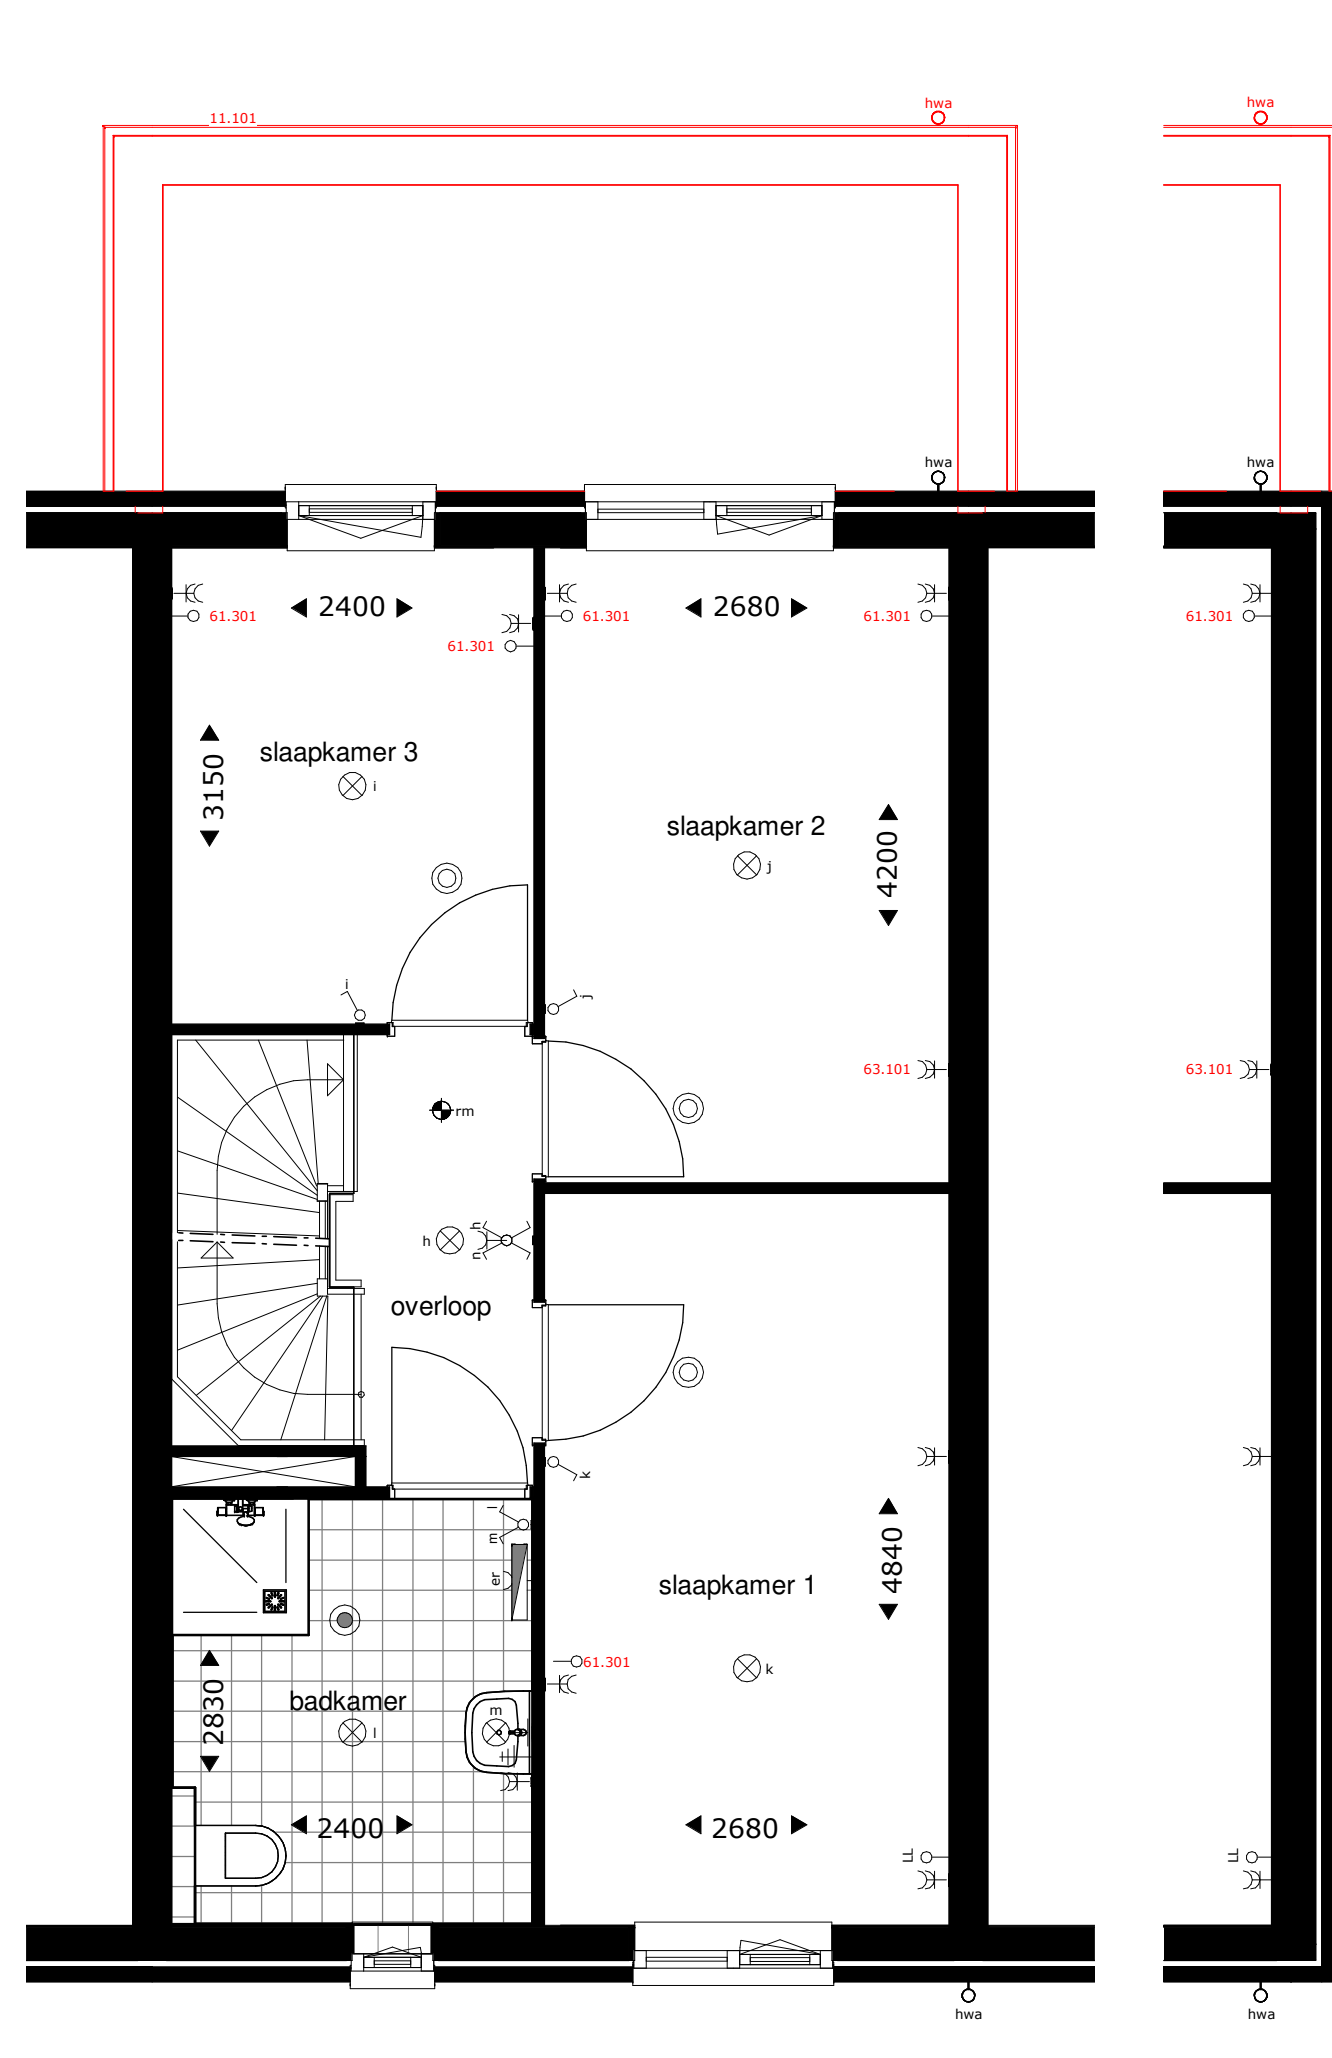 hwa
hwa
11.101
hwa
hwa
2400
2680
61.301
61.301
61.301
61.301
61.301
slaapkamer 3
i
3150
slaapkamer 2
j
4200
i
j
63.101
63.101
rm
h
h
n
overloop
k
l
m
er
slaapkamer 1
4840
61.301
k
badkamer
l
m
2830
2400
2680
LL
LL
hwa
hwa